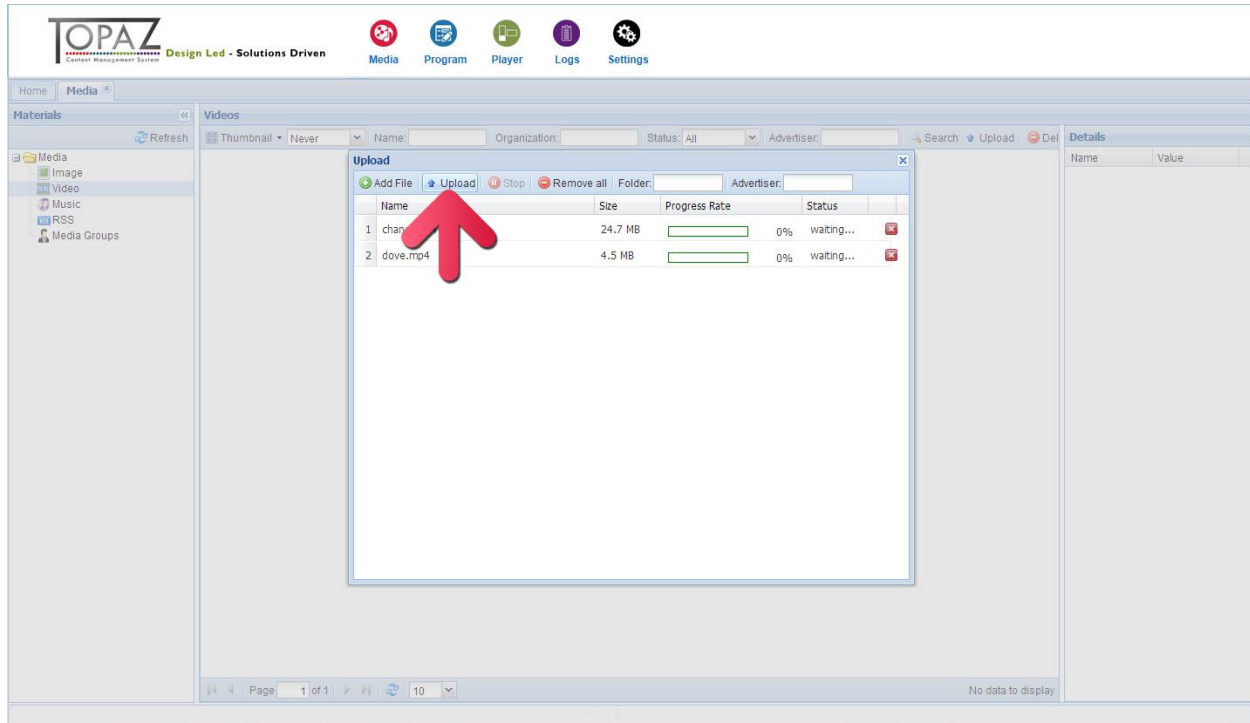 TOPAZ
Content Management System
Design Led - Solutions Driven
Media Program Player Logs Settings
Home Media
Materials
Refresh
Media
Image
Video
Music
RSS
Media Groups
Videos
Thumbnail Never Name: Organization: Status: All Advertiser: Search Upload Del
Details
Name Value
Upload
Add File Upload Stop Remove all Folder: Advertiser:
Name Size Progress Rate Status
1 24.7 MB 0% waiting...
2 dove.mp4 4.5 MB 0% waiting...
Page 1 of 1 10 No data to display